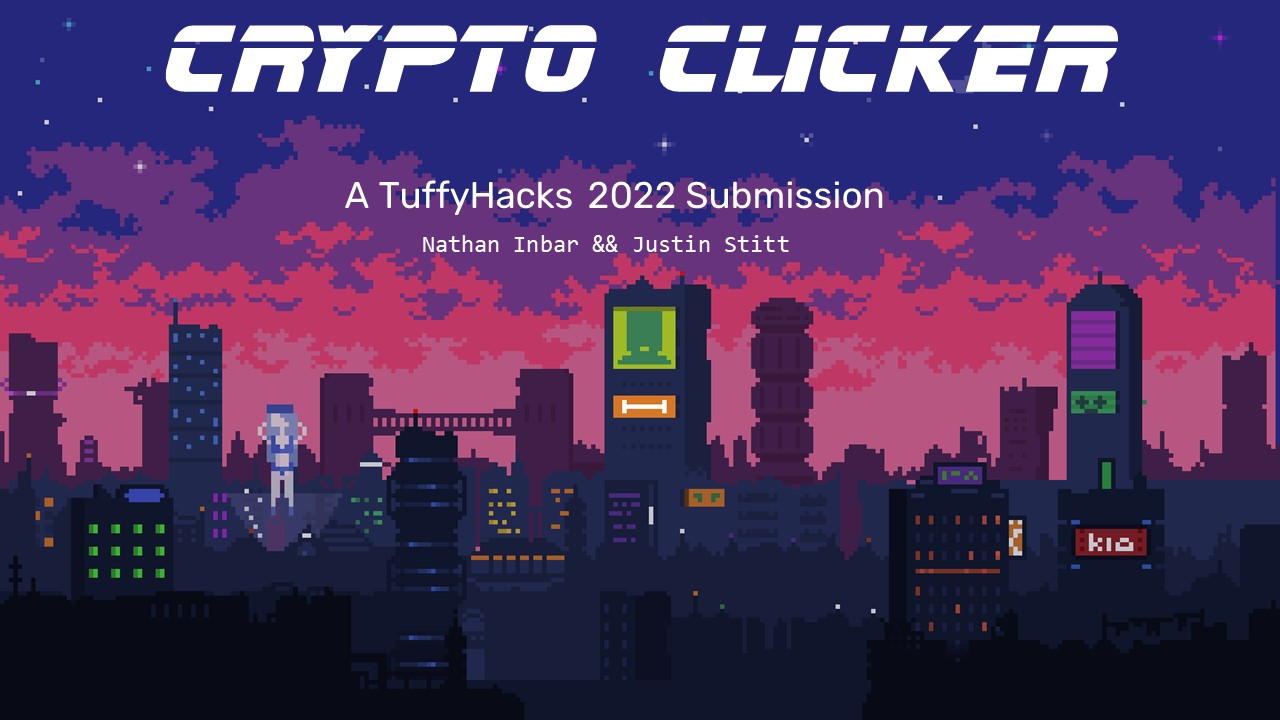 CRYPTO CLICKER
A TuffyHacks 2022 Submission
Nathan Inbar && Justin Stitt